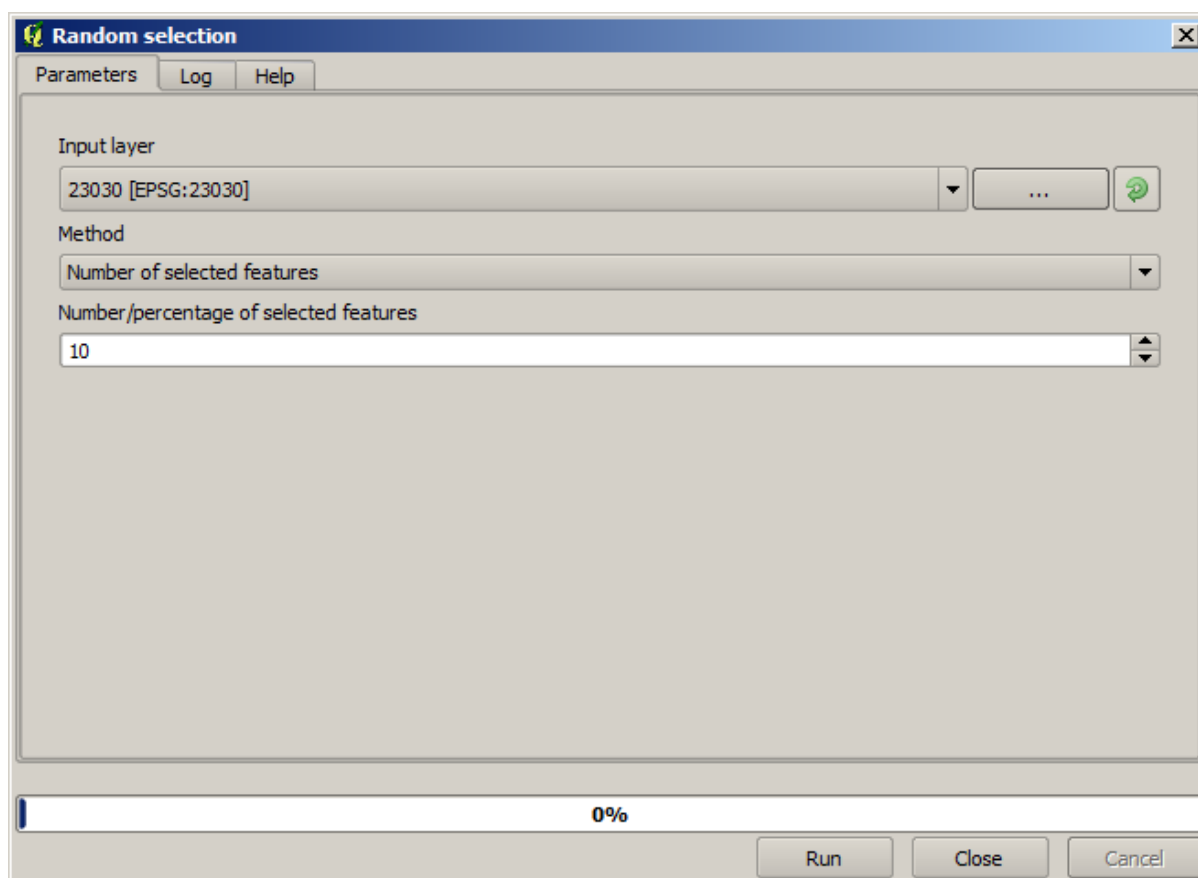 Random selection
Parameters Log Help
Input layer
23030 [EPSG:23030]
...
Method
Number of selected features
Number/percentage of selected features
10
0%
Run Close Cancel